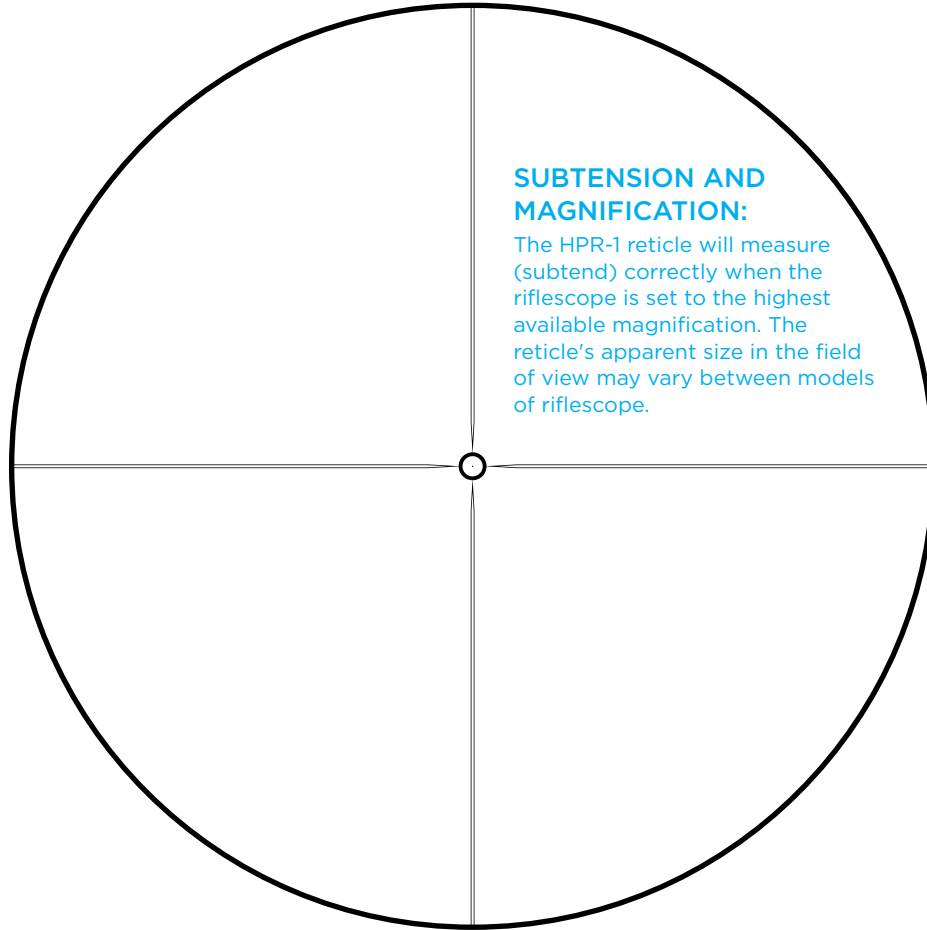 SUBTENSION AND
MAGNIFICATION:
The HPR-1 reticle will measure
(subtend) correctly when the
riflescope is set to the highest
available magnification. The
reticle's apparent size in the field
of view may vary between models
of riflescope.